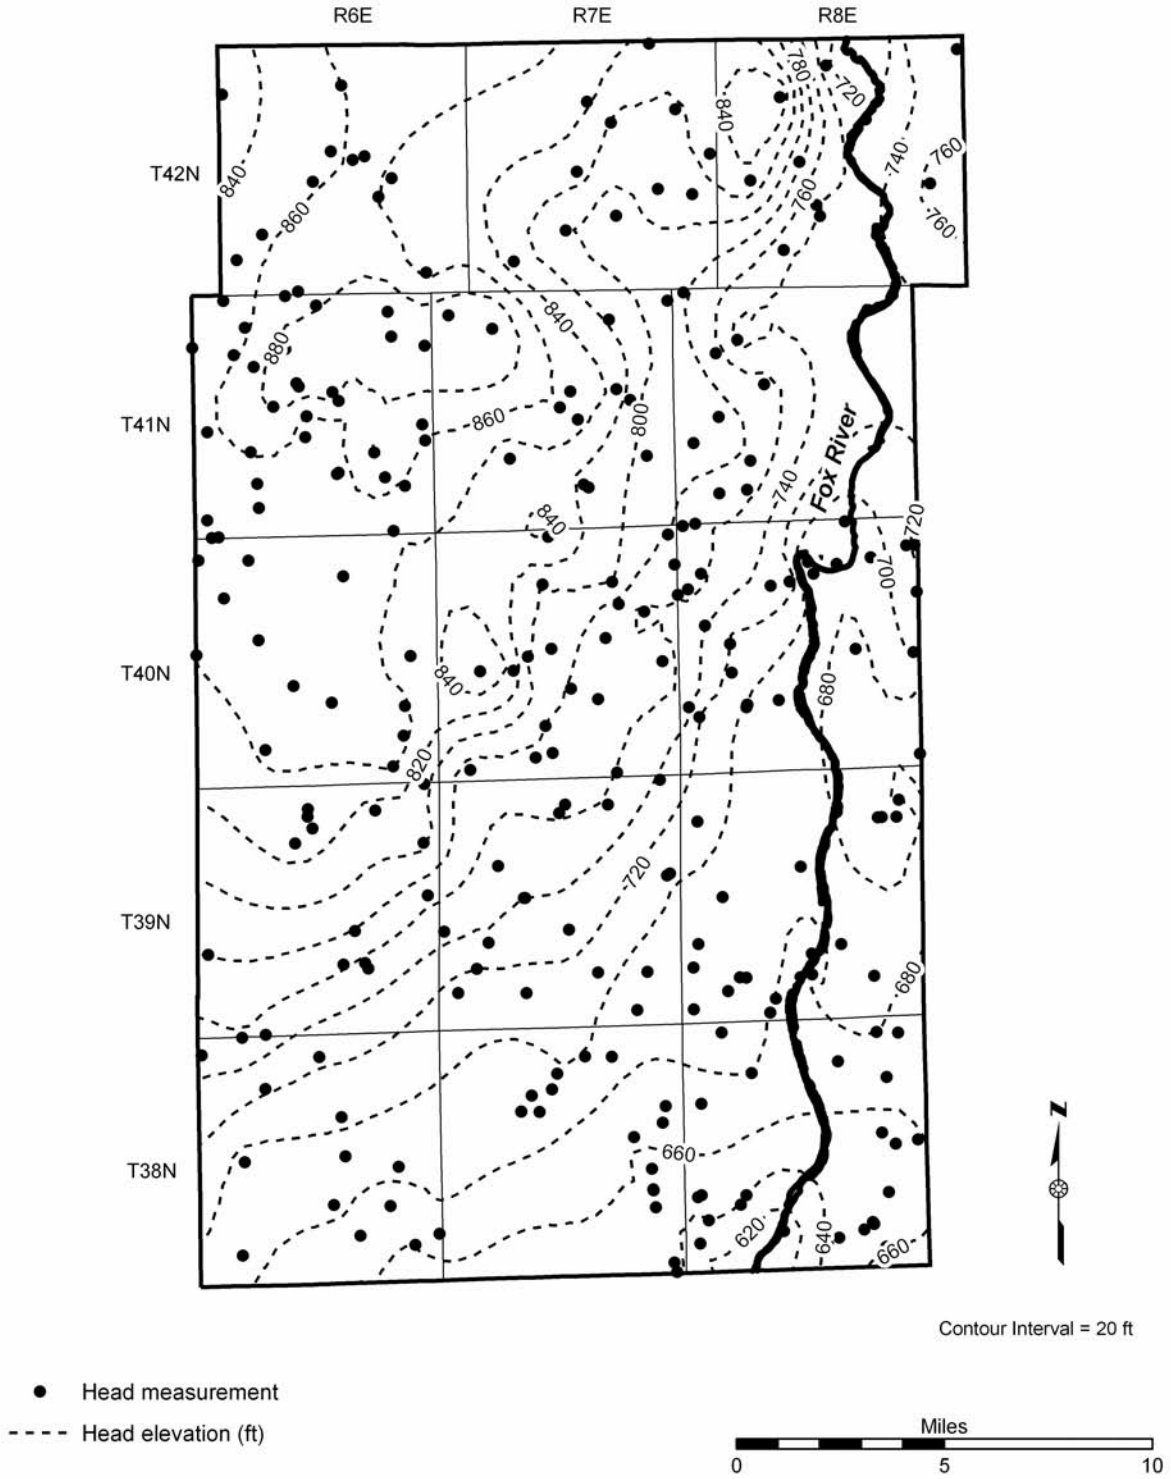 R6E R7E R8E
780
720
840
T42N
840
860
740
760
760
760
840
880
T41N
860
800
Fox River
740
840
720
700
T40N
840
680
820
720
T39N
680
N
T38N
660
620
640
660
Contour Interval = 20 ft
Head measurement
Head elevation (ft)
Miles
0 5 10